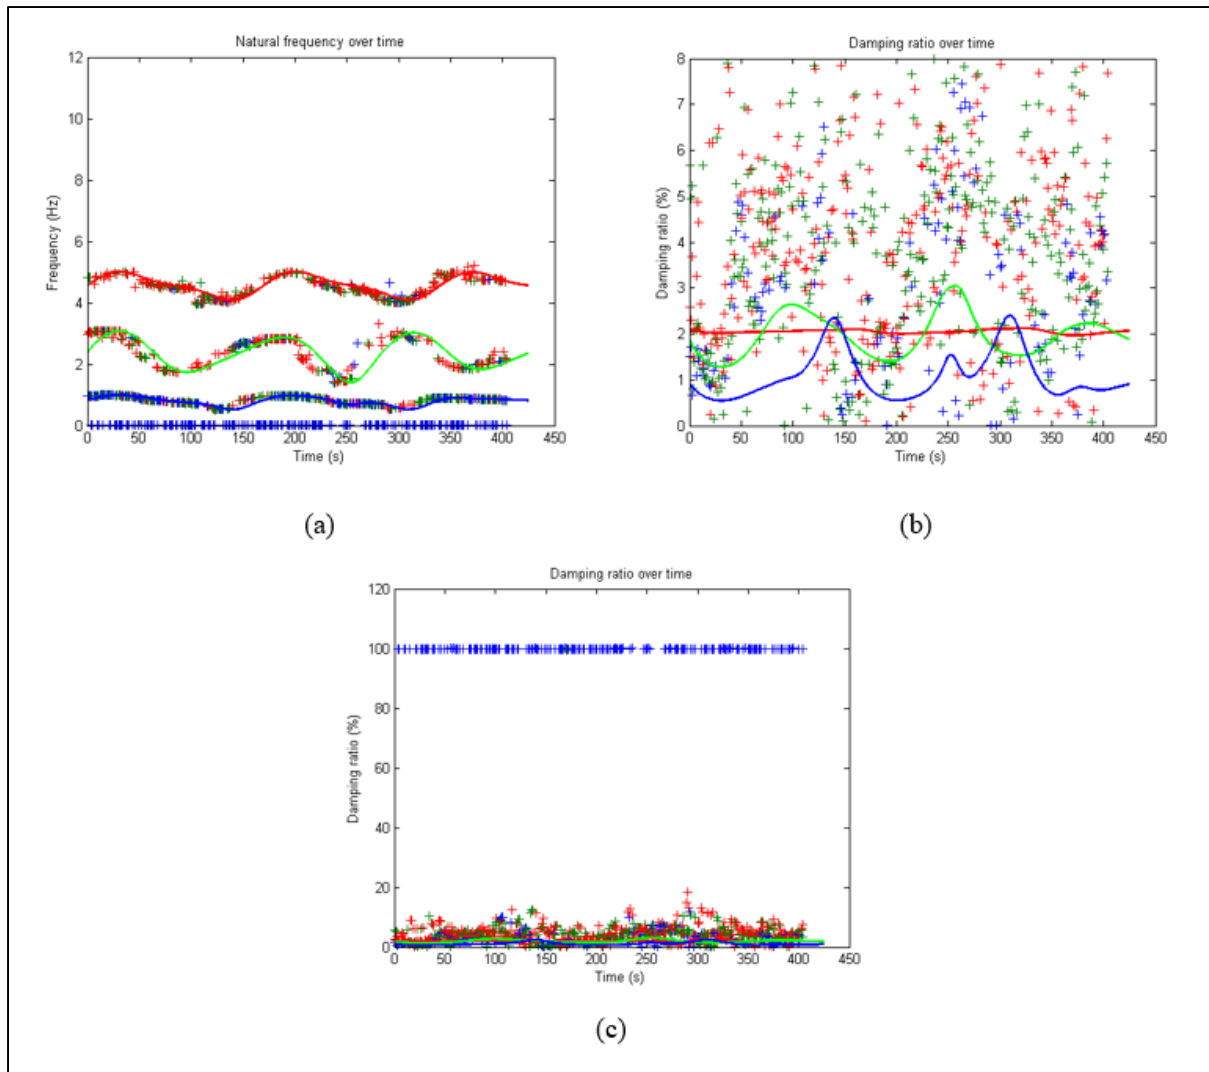 Natural frequency over time
12
10
8
6
4
2
0
Frequency (Hz)
0 50 100 150 200 250 300 350 400 450
Time (s)
(a)
Damping ratio over time
8
7
6
5
4
3
2
1
0
Damping ratio (%)
0 50 100 150 200 250 300 350 400 450
Time (s)
(b)
Damping ratio over time
120
100
80
60
40
20
0
Damping ratio (%)
0 50 100 150 200 250 300 350 400 450
Time (s)
(c)